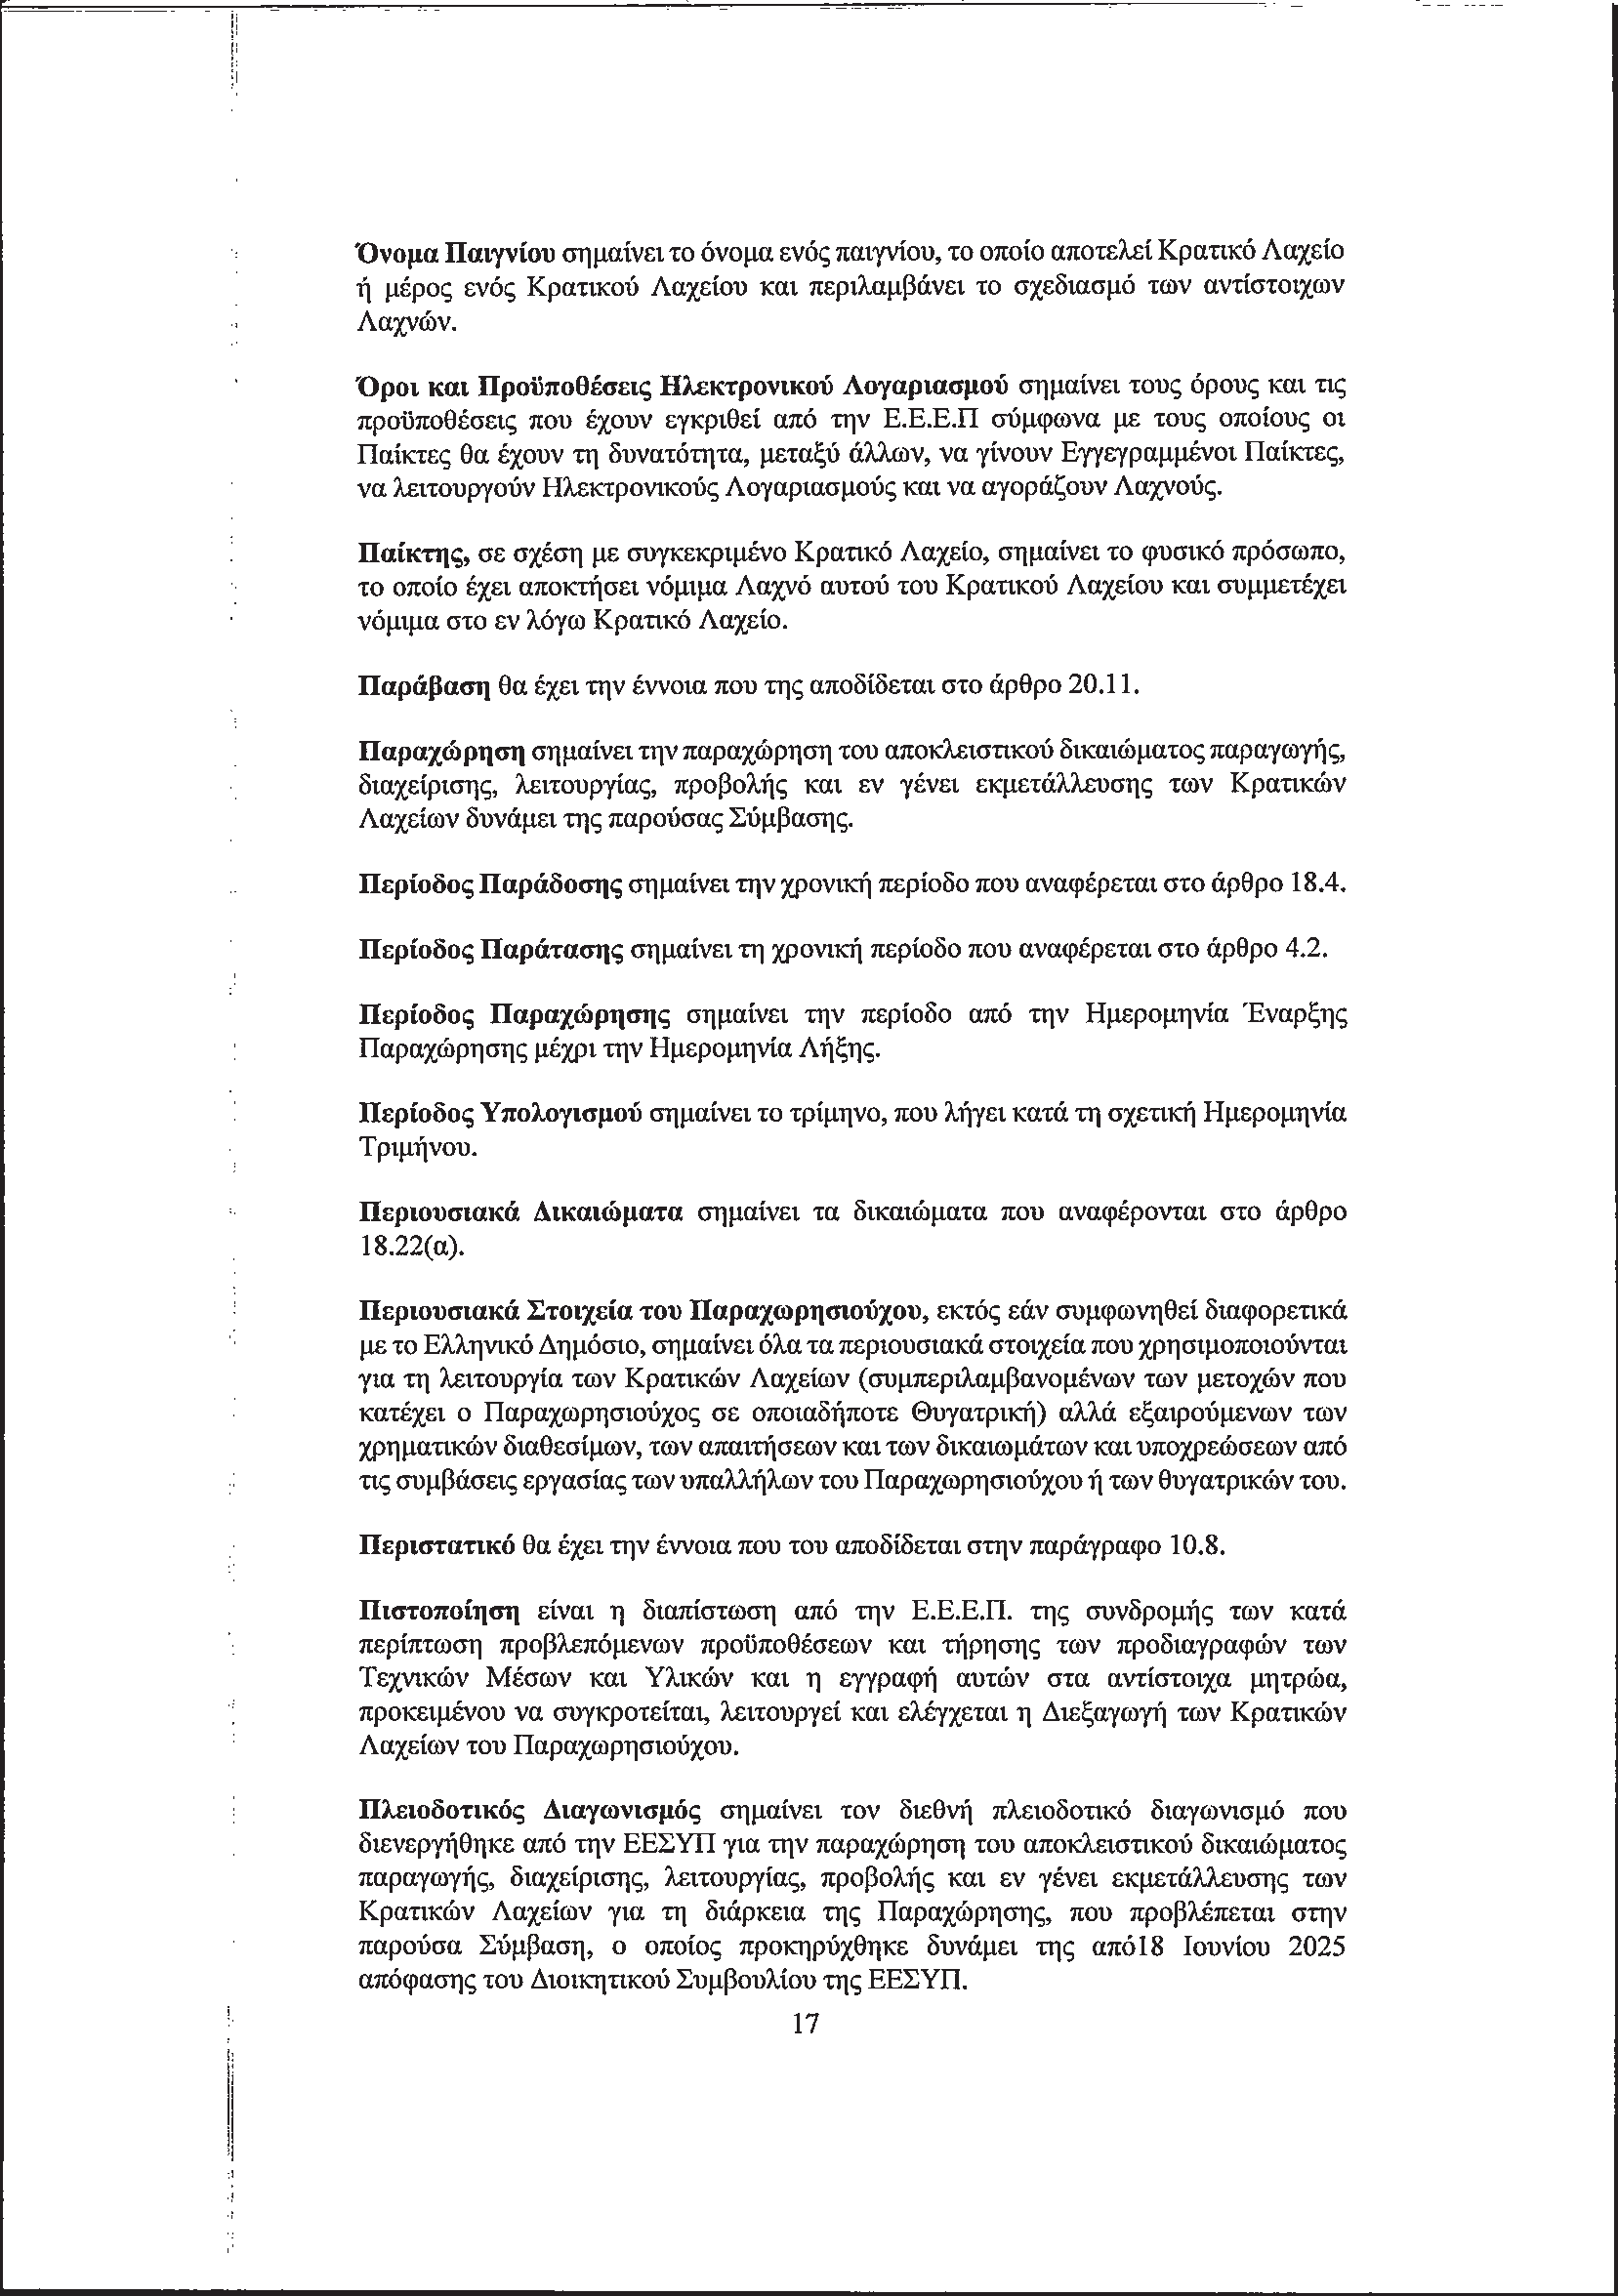 Όνομα Παιγνίου σημαίνει το όνομα ενός παιγνίου, το οποίο αποτελεί Κρατικό Λαχείο
ή μέρος ενός Κρατικού Λαχείου και περιλαμβάνει το σχεδιασμό των αντίστοιχων
Λαχνών.
Όροι και Προϋποθέσεις Ηλεκτρονικού Λογαριασμού σημαίνει τους όρους και τις
προϋποθέσεις που έχουν εγκριθεί από την Ε.Ε.Ε.Π σύμφωνα με τους οποίους οι
Παίκτες θα έχουν τη δυνατότητα, μεταξύ άλλων, να γίνουν Εγγεγραμμένοι Παίκτες,
να λειτουργούν Ηλεκτρονικούς Λογαριασμούς και να αγοράζουν Λαχνούς.
Παίκτης, σε σχέση με συγκεκριμένο Κρατικό Λαχείο, σημαίνει το φυσικό πρόσωπο,
το οποίο έχει αποκτήσει νόμιμα Λαχνό αυτού του Κρατικού Λαχείου και συμμετέχει
νόμιμα στο εν λόγω Κρατικό Λαχείο.
Παράβαση θα έχει την έννοια που της αποδίδεται στο άρθρο 20.11.
Παραχώρηση σημαίνει την παραχώρηση του αποκλειστικού δικαιώματος παραγωγής,
διαχείρισης, λειτουργίας, προβολής και εν γένει εκμετάλλευσης των Κρατικών
Λαχείων δυνάμει της παρούσας Σύμβασης.
Περίοδος Παράδοσης σημαίνει την χρονική περίοδο που αναφέρεται στο άρθρο 18.4.
Περίοδος Παράτασης σημαίνει τη χρονική περίοδο που αναφέρεται στο άρθρο 4.2.
Περίοδος Παραχώρησης σημαίνει την περίοδο από την Ημερομηνία Έναρξης
Παραχώρησης μέχρι την Ημερομηνία Λήξης.
Περίοδος Υπολογισμού σημαίνει το τρίμηνο, που λήγει κατά τη σχετική Ημερομηνία
Τριμήνου.
Περιουσιακά Δικαιώματα σημαίνει τα δικαιώματα που αναφέρονται στο άρθρο
18.22(α).
Περιουσιακά Στοιχεία του Παραχωρησιούχου, εκτός εάν συμφωνηθεί διαφορετικά
με το Ελληνικό Δημόσιο, σημαίνει όλα τα περιουσιακά στοιχεία που χρησιμοποιούνται
για τη λειτουργία των Κρατικών Λαχείων (συμπεριλαμβανομένων των μετοχών που
κατέχει ο Παραχωρησιούχος σε οποιαδήποτε Θυγατρική) αλλά εξαιρούμενων των
χρηματικών διαθεσίμων, των απαιτήσεων και των δικαιωμάτων και υποχρεώσεων από
τις συμβάσεις εργασίας των υπαλλήλων του Παραχωρησιούχου ή των θυγατρικών του.
Περιστατικό θα έχει την έννοια που του αποδίδεται στην παράγραφο 10.8.
Πιστοποίηση είναι η διαπίστωση από την Ε.Ε.Ε.Π. της συνδρομής των κατά
περίπτωση προβλεπόμενων προϋποθέσεων και τήρησης των προδιαγραφών των
Τεχνικών Μέσων και Υλικών και η εγγραφή αυτών στα αντίστοιχα μητρώα,
προκειμένου να συγκροτείται, λειτουργεί και ελέγχεται η Διεξαγωγή των Κρατικών
Λαχείων του Παραχωρησιούχου.
Πλειοδοτικός Διαγωνισμός σημαίνει τον διεθνή πλειοδοτικό διαγωνισμό που
διενεργήθηκε από την ΕΕΣΥΠ για την παραχώρηση του αποκλειστικού δικαιώματος
παραγωγής, διαχείρισης, λειτουργίας, προβολής και εν γένει εκμετάλλευσης των
Κρατικών Λαχείων για τη διάρκεια της Παραχώρησης, που προβλέπεται στην
παρούσα Σύμβαση, ο οποίος προκηρύχθηκε δυνάμει της από18 Ιουνίου 2025
απόφασης του Διοικητικού Συμβουλίου της ΕΕΣΥΠ.
17